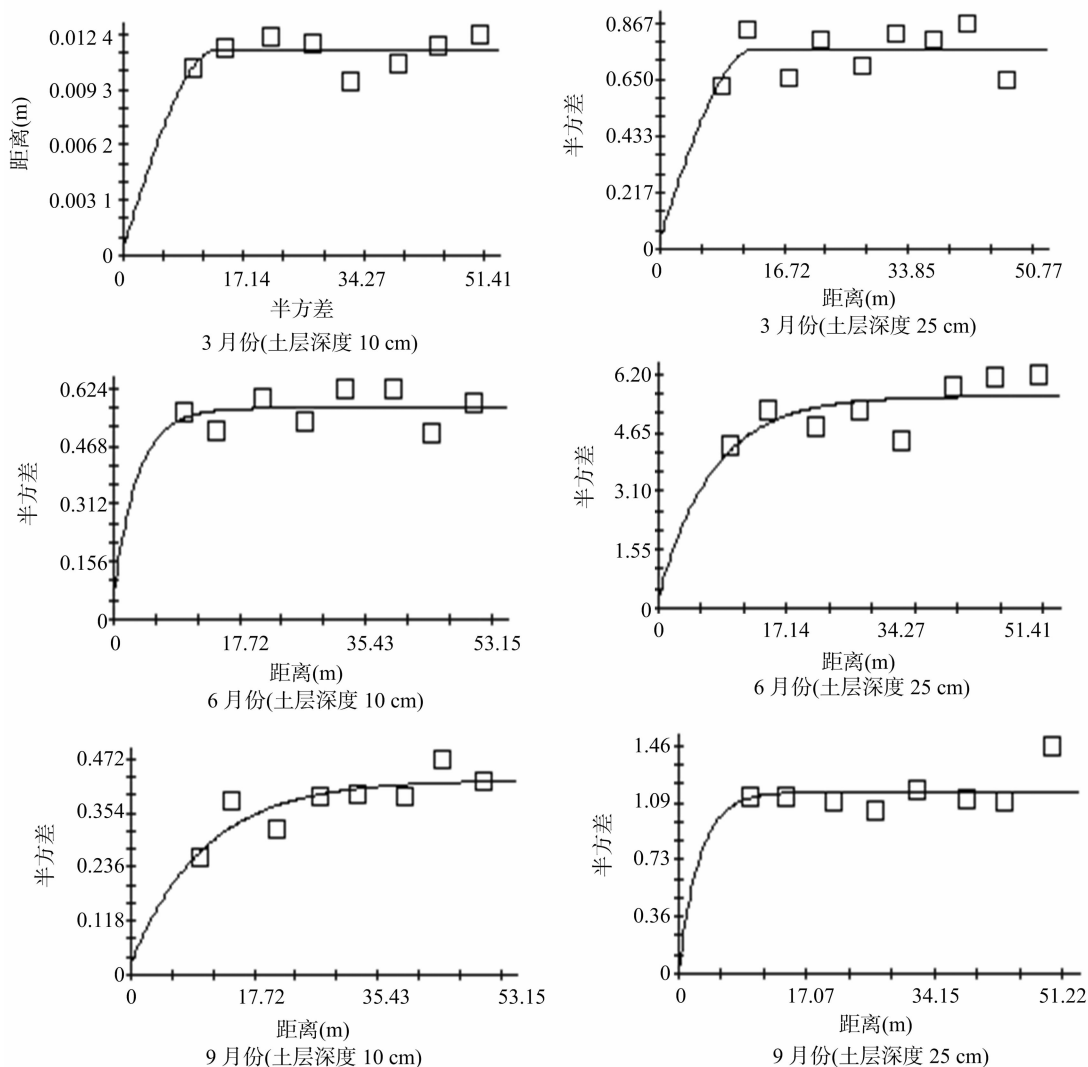 距离(m)
0.012 4
0.009 3
0.006 2
0.003 1
0
0 17.14 34.27 51.41
半方差
3 月份(土层深度 10 cm)
半方差
0.867
0.650
0.433
0.217
0
0 16.72 33.85 50.77
距离(m)
3 月份(土层深度 25 cm)
半方差
0.624
0.468
0.312
0.156
0
0 17.72 35.43 53.15
距离(m)
6 月份(土层深度 10 cm)
半方差
6.20
4.65
3.10
1.55
0
0 17.14 34.27 51.41
距离(m)
6 月份(土层深度 25 cm)
半方差
0.472
0.354
0.236
0.118
0
0 17.72 35.43 53.15
距离(m)
9 月份(土层深度 10 cm)
半方差
1.46
1.09
0.73
0.36
0
0 17.07 34.15 51.22
距离(m)
9 月份(土层深度 25 cm)